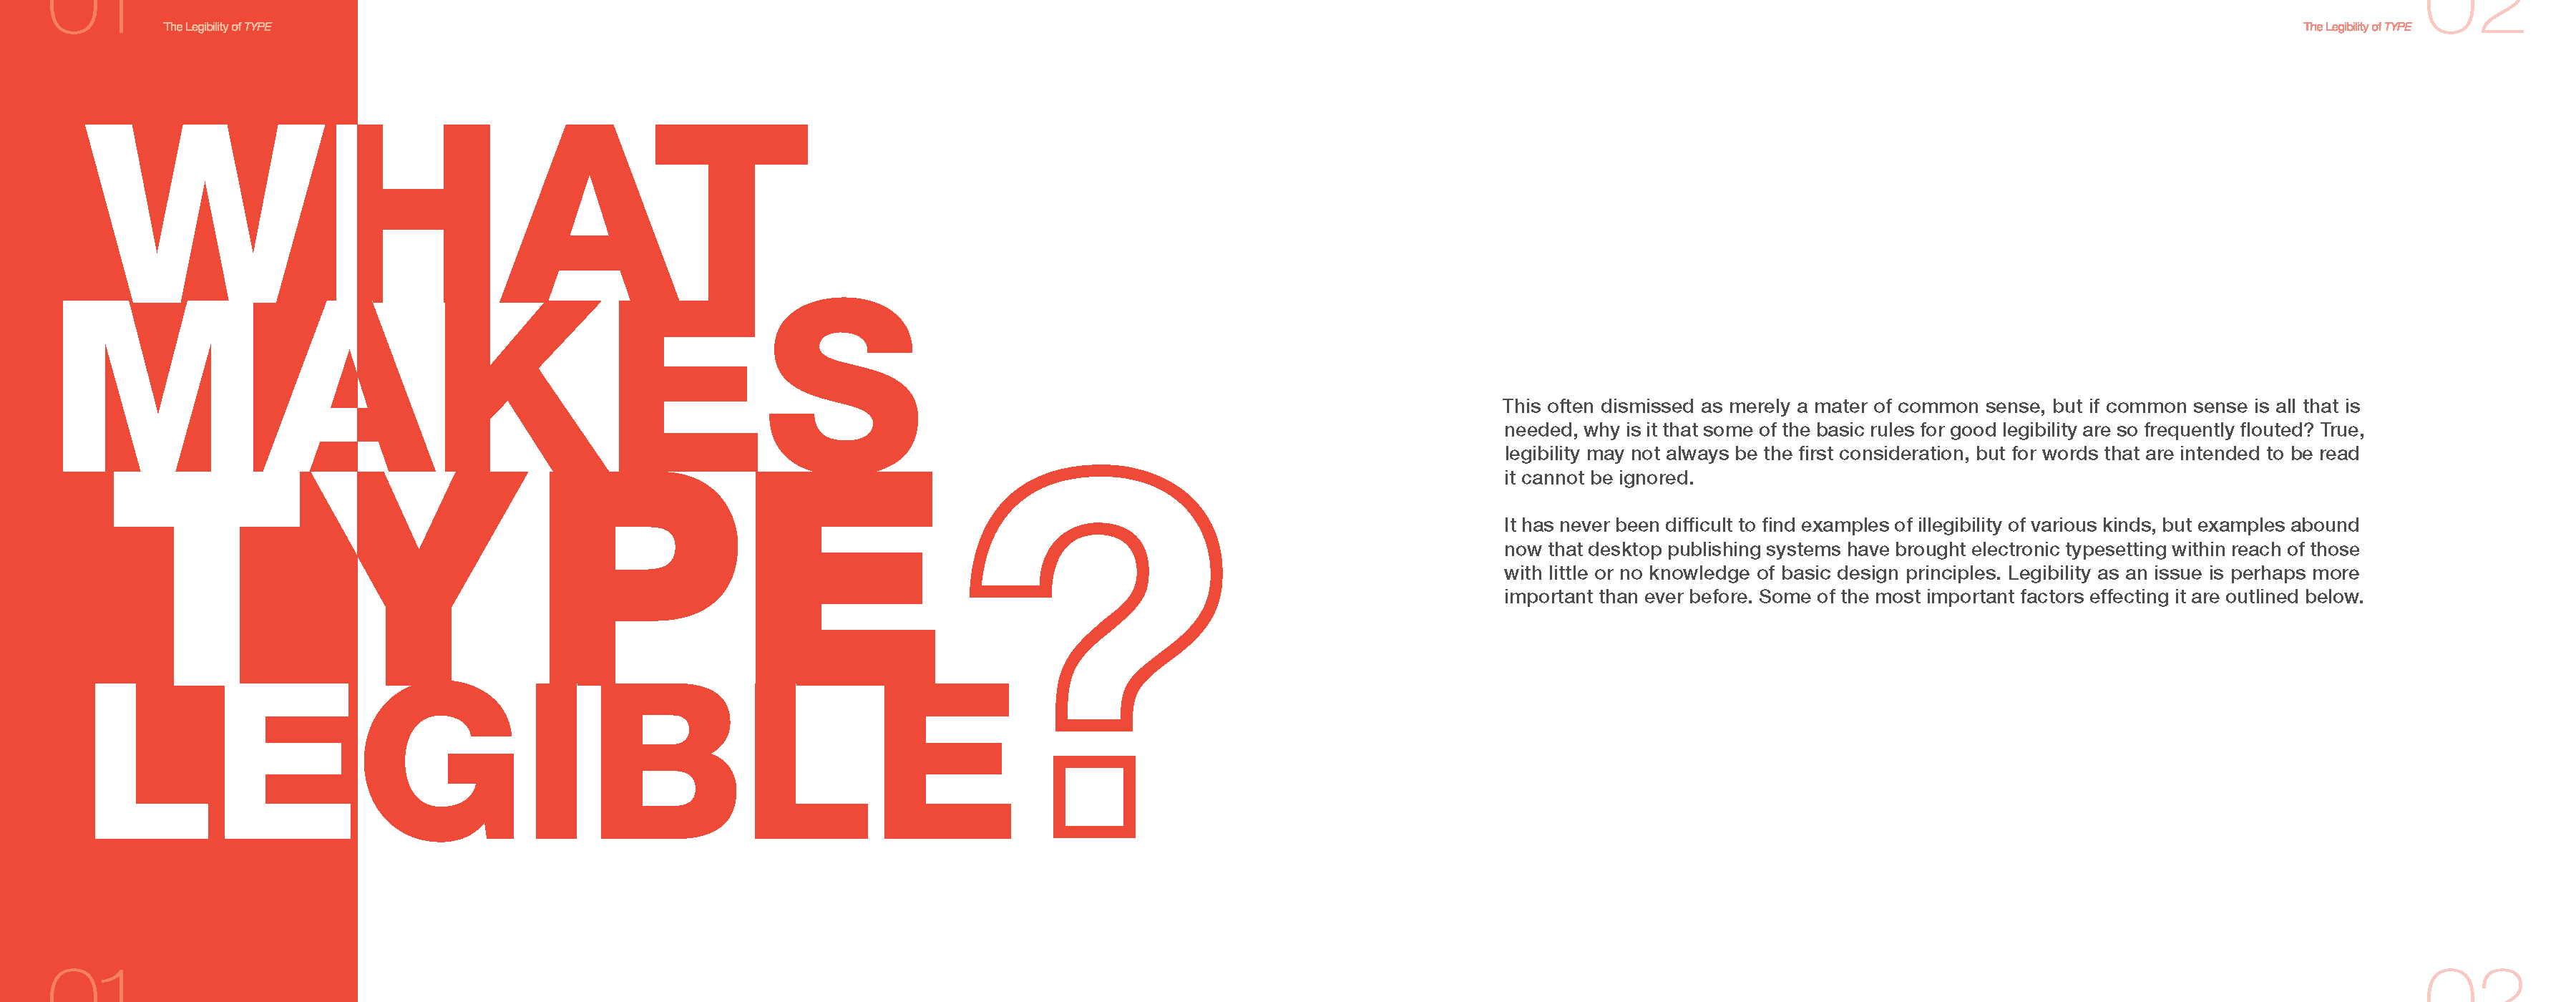 01
The Legibility of TYPE
The Legibility of TYPE
02
WHAT
MAKES
TYPE
LEGIBLE?
This often dismissed as merely a mater of common sense, but if common sense is all that is
needed, why is it that some of the basic rules for good legibility are so frequently flouted? True,
legibility may not always be the first consideration, but for words that are intended to be read
it cannot be ignored.
It has never been difficult to find examples of illegibility of various kinds, but examples abound
now that desktop publishing systems have brought electronic typesetting within reach of those
with little or no knowledge of basic design principles. Legibility as an issue is perhaps more
important than ever before. Some of the most important factors effecting it are outlined below.
01
02